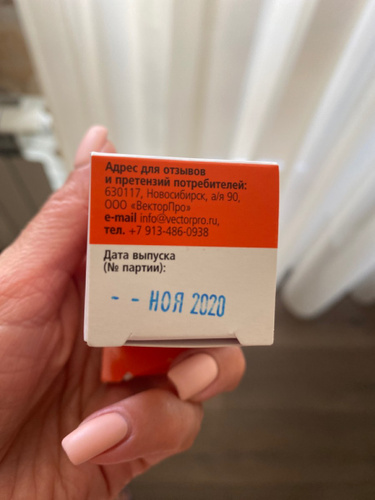 Адрес для отзывов
и претензий потребителей:
630117, Новосибирск, а/я 90,
ООО «ВекторПро»
e-mail info@vectorpro.ru,
тел. +7 913-486-0938
Дата выпуска
(№ партии):
- - НОЯ 2020